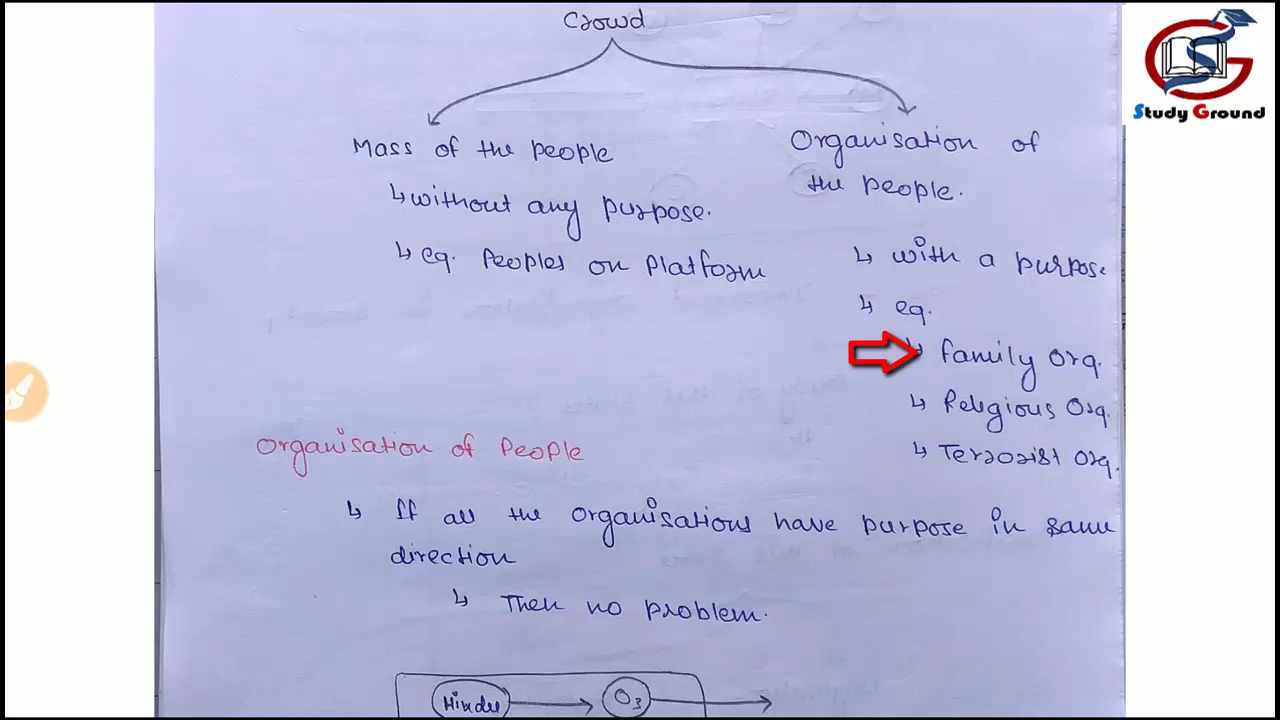 Crowd
Mass of the people
↳ without any purpose.
↳ eg. Peoples on Platform
Organisation of
the people.
↳ with a purpose
↳ eg.
↳ family Org.
↳ Religious Org.
↳ Terrorist Org.
Organisation of People
↳ If all the organisations have purpose in same
direction
↳ Then no problem.
Hindu
O3
Study Ground